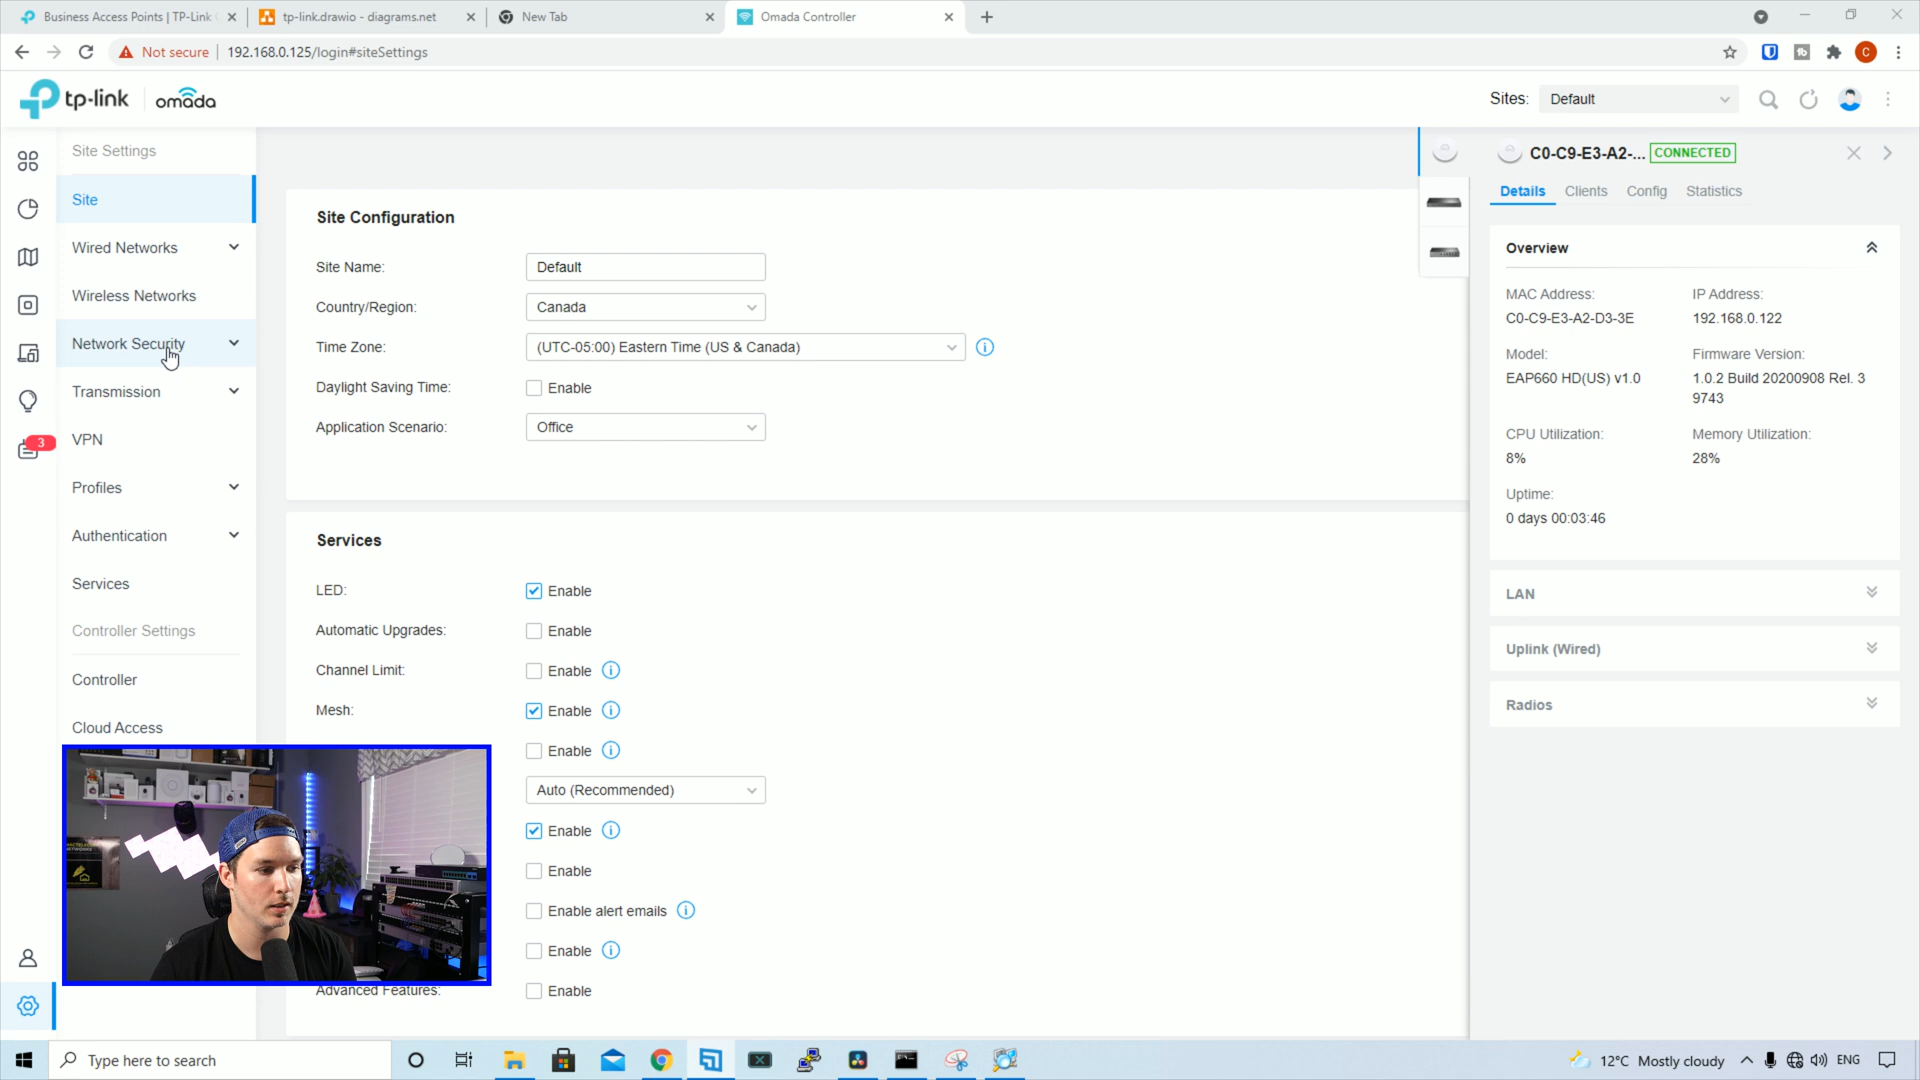 Business Access Points | TP-Link
tp-link.drawio - diagrams.net
New Tab
Omada Controller
Not secure
192.168.0.125/login#siteSettings
tp-link
omada
Sites:
Default
Site Settings
Site
Wired Networks
Wireless Networks
Network Security
Transmission
VPN
Profiles
Authentication
Services
Controller Settings
Controller
Cloud Access
3
Site Configuration
Site Name:
Default
Country/Region:
Canada
Time Zone:
(UTC-05:00) Eastern Time (US & Canada)
Daylight Saving Time:
Enable
Application Scenario:
Office
Services
LED:
Enable
Automatic Upgrades:
Enable
Channel Limit:
Enable
Mesh:
Enable
Enable
Auto (Recommended)
Enable
Enable
Enable alert emails
Enable
Advanced Features:
Enable
C0-C9-E3-A2-...
CONNECTED
Details
Clients
Config
Statistics
Overview
MAC Address:
C0-C9-E3-A2-D3-3E
IP Address:
192.168.0.122
Model:
EAP660 HD(US) v1.0
Firmware Version:
1.0.2 Build 20200908 Rel. 3
9743
CPU Utilization:
8%
Memory Utilization:
28%
Uptime:
0 days 00:03:46
LAN
Uplink (Wired)
Radios
Type here to search
12°C Mostly cloudy
ENG